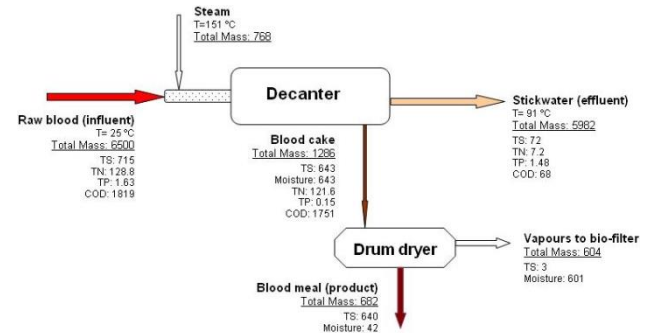 Steam
T=151 ºC
Total Mass: 768
Decanter
Raw blood (influent)
T= 25 ºC
Total Mass: 6500
TS: 715
TN: 128.8
TP: 1.63
COD: 1819
Stickwater (effluent)
T= 91 ºC
Total Mass: 5982
TS: 72
TN: 7.2
TP: 1.48
COD: 68
Blood cake
Total Mass: 1286
TS: 643
Moisture: 643
TN: 121.6
TP: 0.15
COD: 1751
Drum dryer
Vapours to bio-filter
Total Mass: 604
TS: 3
Moisture: 601
Blood meal (product)
Total Mass: 682
TS: 640
Moisture: 42